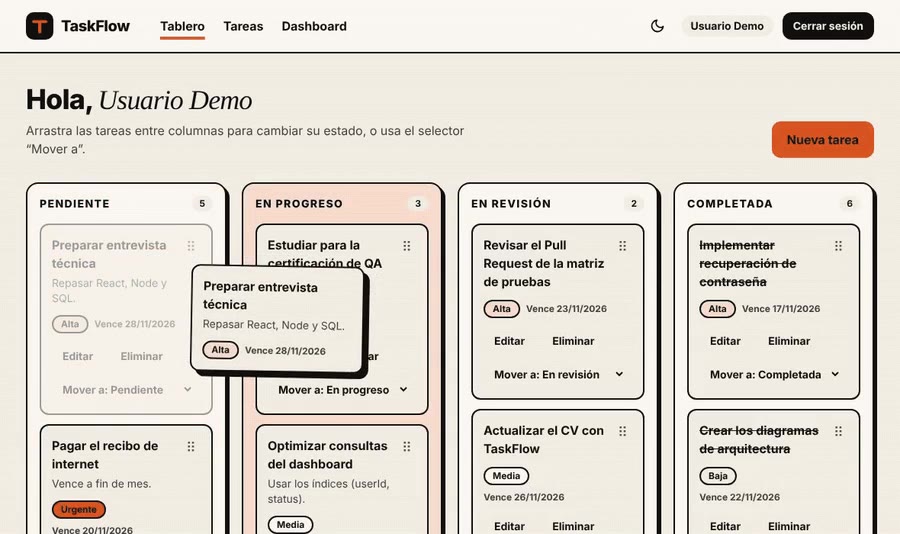 TaskFlow
Tablero
Tareas
Dashboard
Usuario Demo
Cerrar sesión
Hola, Usuario Demo
Arrastra las tareas entre columnas para cambiar su estado, o usa el selector
“Mover a”.
Nueva tarea
PENDIENTE
5
Preparar entrevista
técnica
Repasar React, Node y
SQL.
Alta
Vence 28/11/2026
Editar
Eliminar
Mover a: Pendiente
Pagar el recibo de
internet
Vence a fin de mes.
Urgente
Vence 20/11/2026
Preparar entrevista
técnica
Repasar React, Node y SQL.
Alta
Vence 28/11/2026
EN PROGRESO
3
Estudiar para la
certificación de QA
Mover a: En progreso
Optimizar consultas
del dashboard
Usar los índices (userId,
status).
Media
EN REVISIÓN
2
Revisar el Pull
Request de la matriz
de pruebas
Alta
Vence 23/11/2026
Editar
Eliminar
Mover a: En revisión
Actualizar el CV con
TaskFlow
Media
Vence 26/11/2026
Editar
Eliminar
COMPLETADA
6
Implementar
recuperación de
contraseña
Alta
Vence 17/11/2026
Editar
Eliminar
Mover a: Completada
Crear los diagramas
de arquitectura
Baja
Vence 22/11/2026
Editar
Eliminar